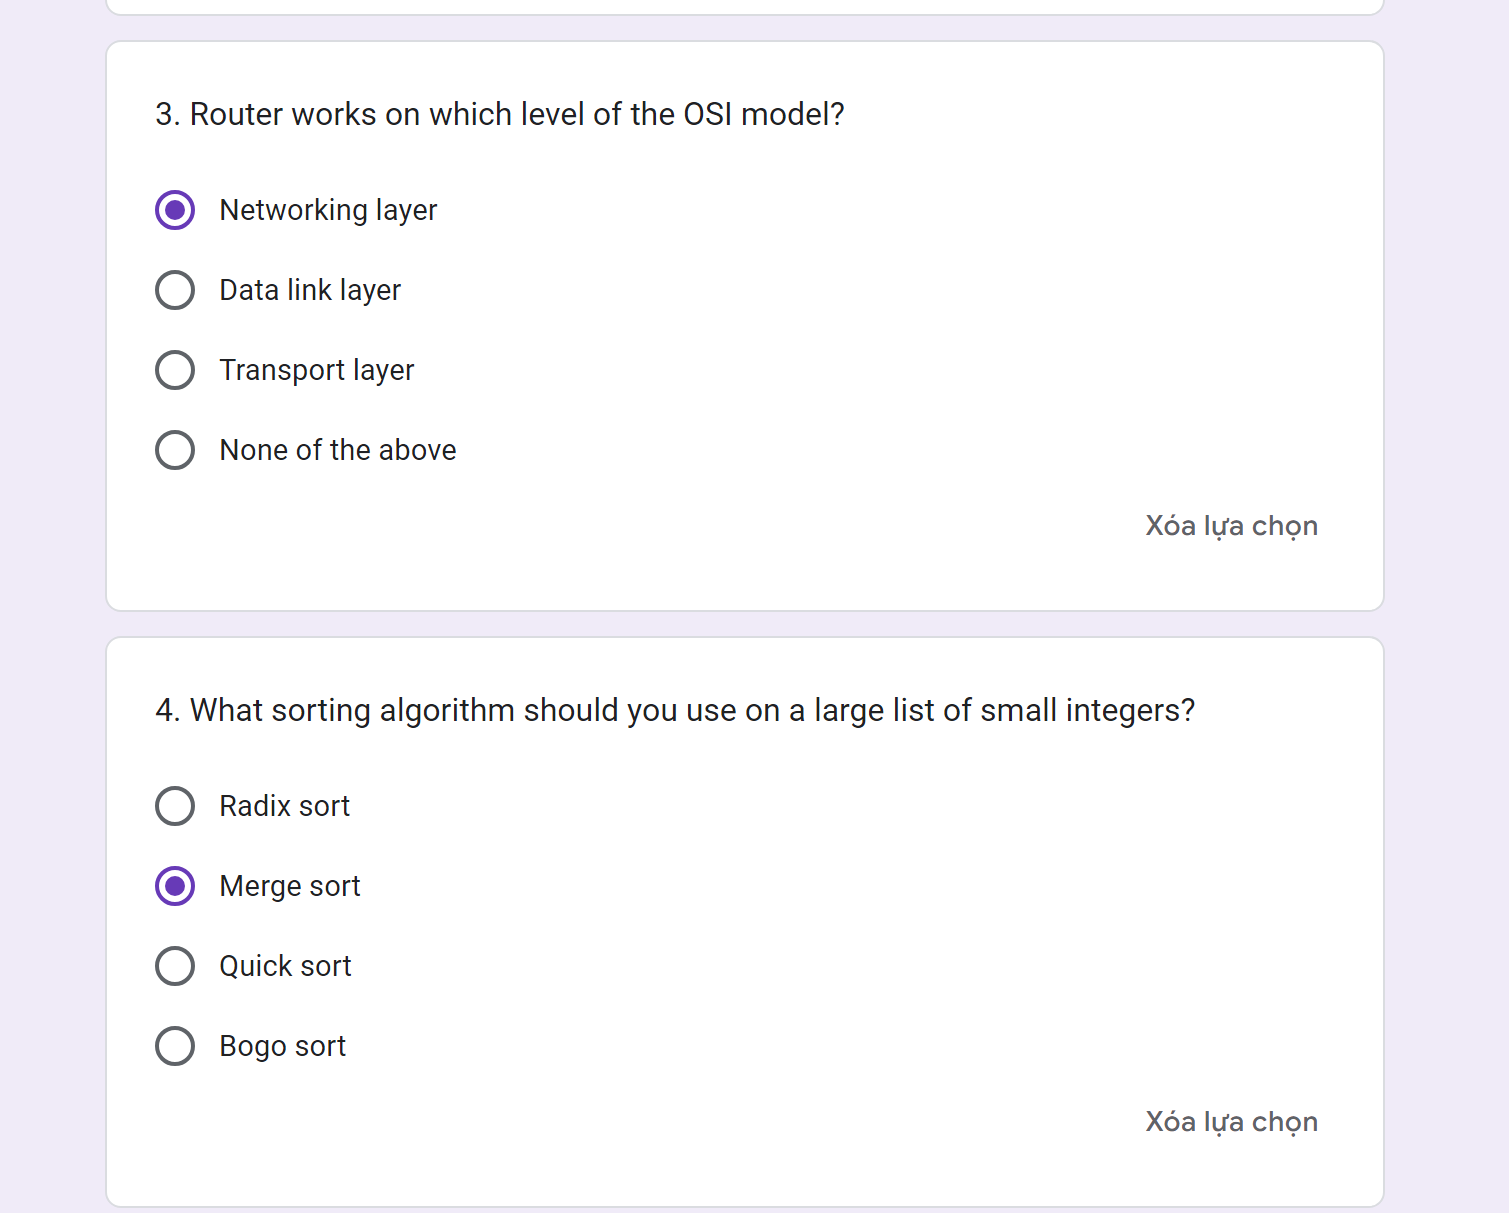 3. Router works on which level of the OSI model?
Networking layer
Data link layer
Transport layer
None of the above
Xóa lựa chọn
4. What sorting algorithm should you use on a large list of small integers?
Radix sort
Merge sort
Quick sort
Bogo sort
Xóa lựa chọn